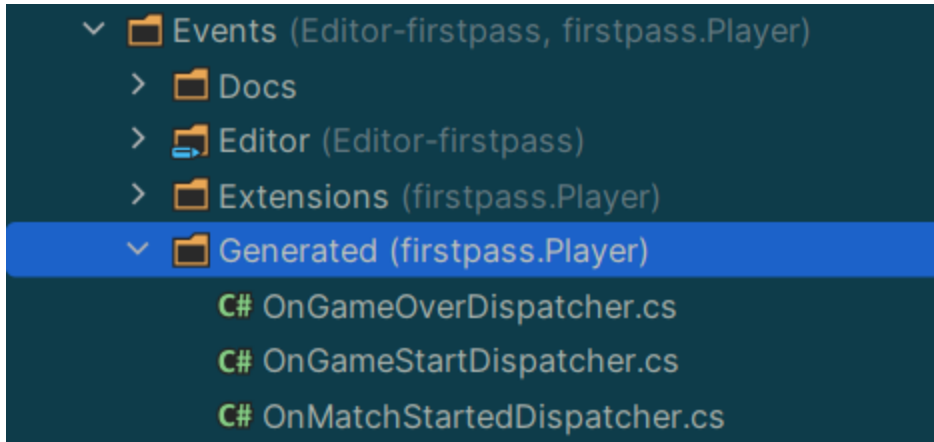 Events (Editor-firstpass, firstpass.Player)
Docs
Editor (Editor-firstpass)
Extensions (firstpass.Player)
Generated (firstpass.Player)
C# OnGameOverDispatcher.cs
C# OnGameStartDispatcher.cs
C# OnMatchStartedDispatcher.cs